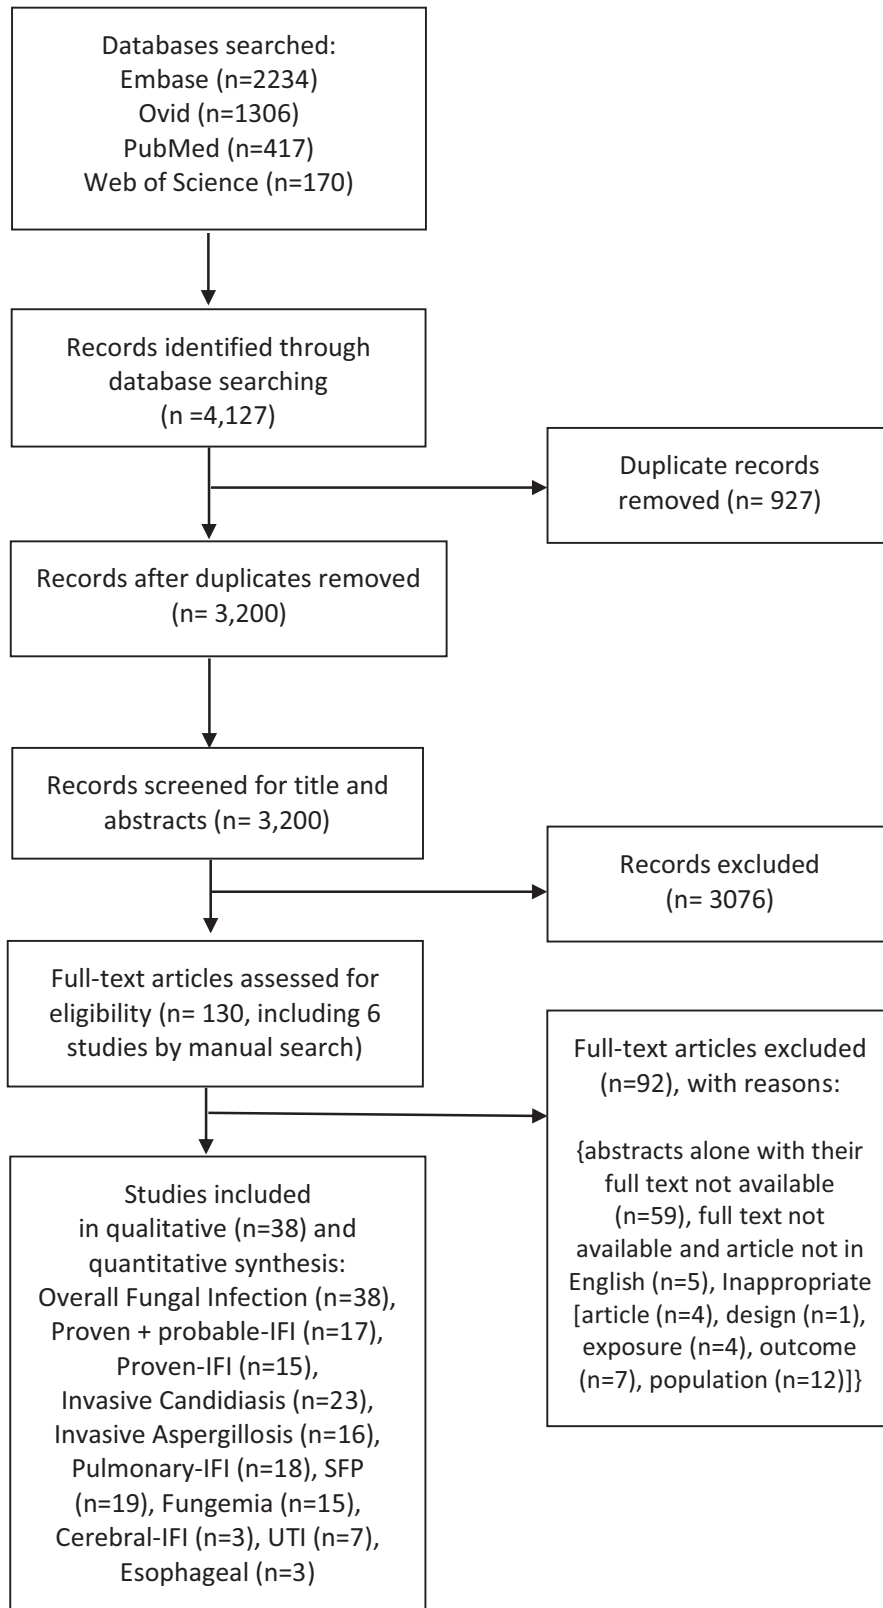 Databases searched:
Embase (n=2234)
Ovid (n=1306)
PubMed (n=417)
Web of Science (n=170)
Records identified through
database searching
(n =4,127)
Duplicate records
removed (n= 927)
Records after duplicates removed
(n= 3,200)
Records screened for title and
abstracts (n= 3,200)
Records excluded
(n= 3076)
Full-text articles assessed for
eligibility (n= 130, including 6
studies by manual search)
Full-text articles excluded
(n=92), with reasons:
{abstracts alone with their
full text not available
(n=59), full text not
available and article not in
English (n=5), Inappropriate
[article (n=4), design (n=1),
exposure (n=4), outcome
(n=7), population (n=12)]}
Studies included
in qualitative (n=38) and
quantitative synthesis:
Overall Fungal Infection (n=38),
Proven + probable-IFI (n=17),
Proven-IFI (n=15),
Invasive Candidiasis (n=23),
Invasive Aspergillosis (n=16),
Pulmonary-IFI (n=18), SFP
(n=19), Fungemia (n=15),
Cerebral-IFI (n=3), UTI (n=7),
Esophageal (n=3)